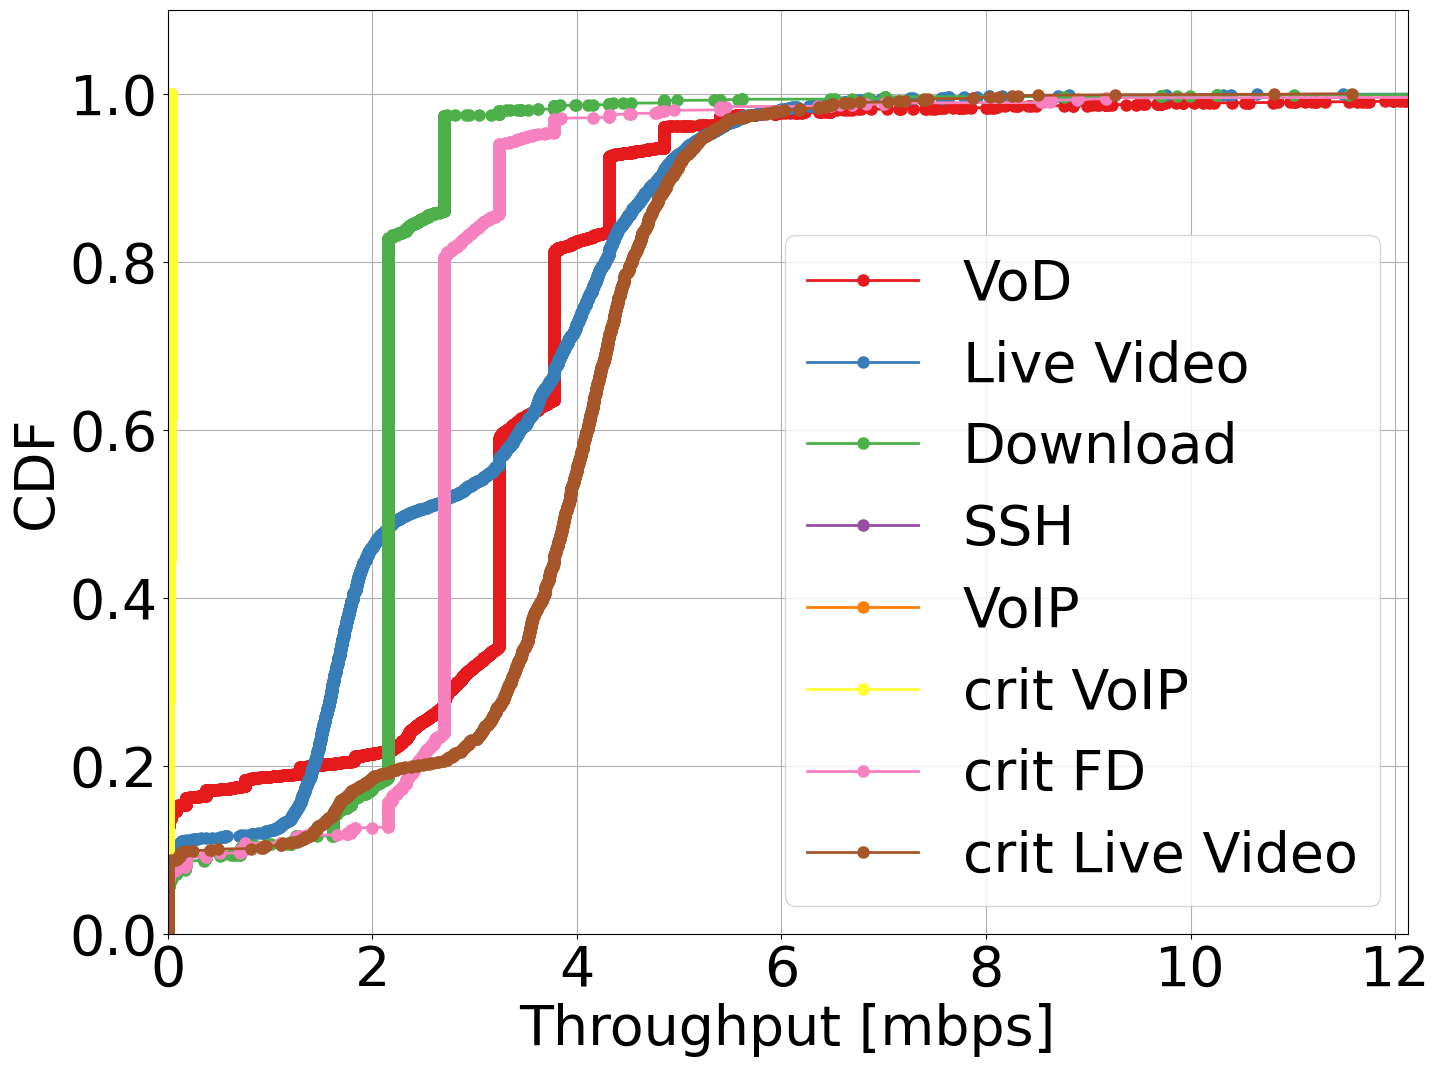 1.0
0.8
0.6
0.4
0.2
0.0
CDF
0 2 4 6 8 10 12
Throughput [mbps]
VoD
Live Video
Download
SSH
VoIP
crit VoIP
crit FD
crit Live Video